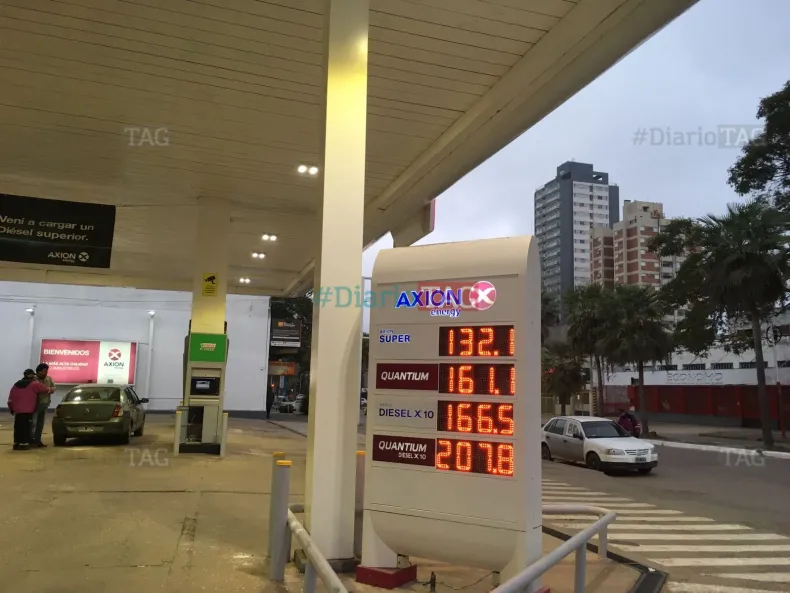 Vení a cargar un
Diésel superior.
AXION
TAG
#DiarioTAG
#DiarioTAG
AXION
energy
SUPER
132.1
QUANTIUM
161.1
DIESEL X 10
166.5
QUANTIUM
DIESEL X 10
207.8
BIENVENIDOS
TAG
TAG